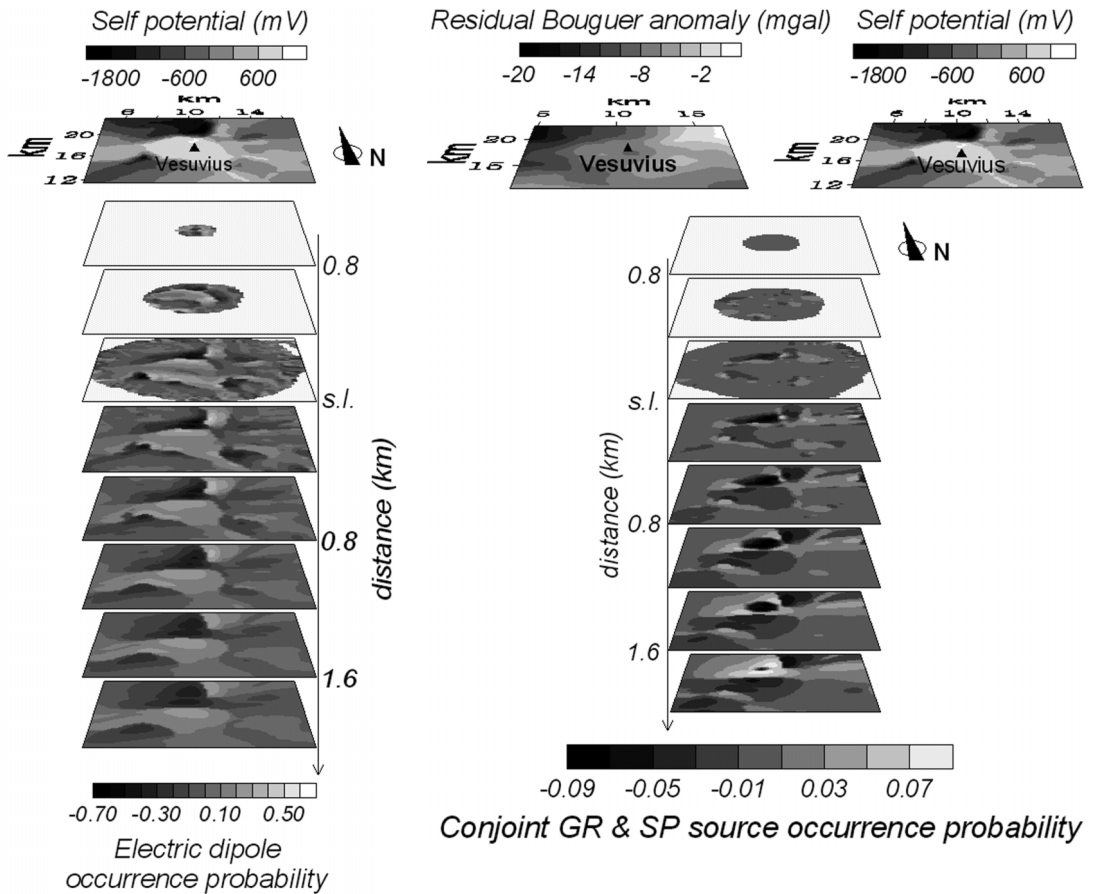 Self potential (mV)
-1800 -600 600
km
6 10 14
km
20
16
12
Vesuvius
N
0.8
s.l.
0.8
1.6
distance (km)
-0.70 -0.30 0.10 0.50
Electric dipole
occurrence probability
Residual Bouguer anomaly (mgal)
-20 -14 -8 -2
km
5 10 15
km
20
15
Vesuvius
Self potential (mV)
-1800 -600 600
km
6 10 14
km
20
16
12
Vesuvius
N
0.8
s.l.
0.8
1.6
distance (km)
-0.09 -0.05 -0.01 0.03 0.07
Conjoint GR & SP source occurrence probability